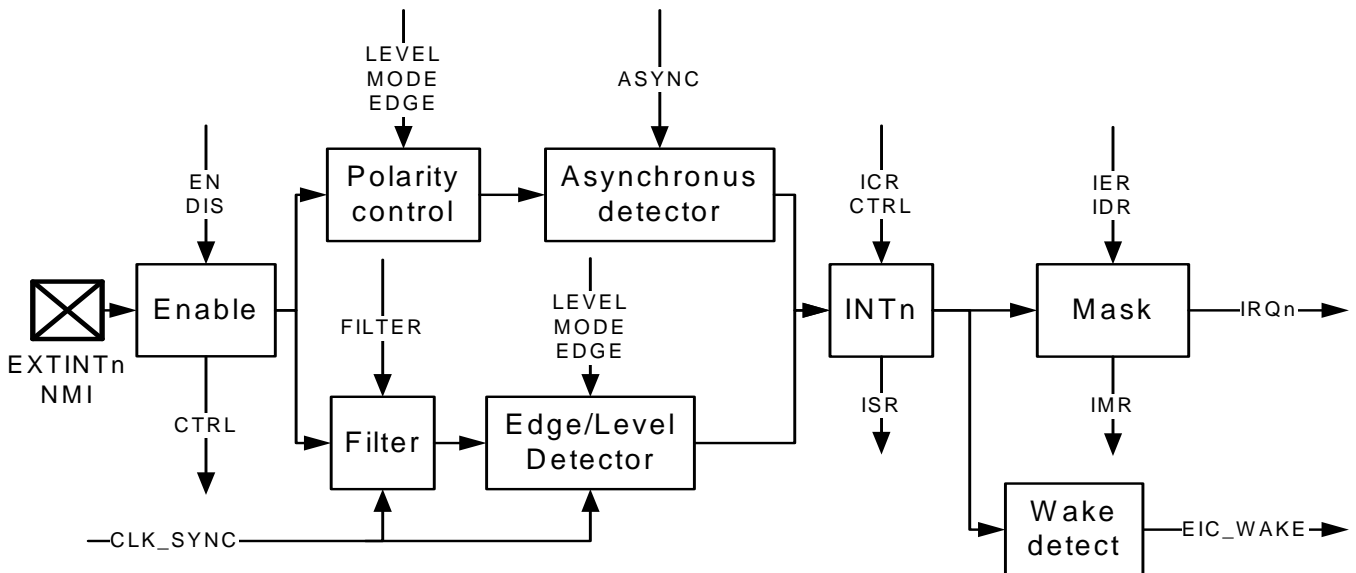 LEVEL
MODE
EDGE
ASYNC
EN
DIS
Polarity
control
Asynchronus
detector
ICR
CTRL
IER
IDR
Enable
FILTER
LEVEL
MODE
EDGE
INTn
Mask
IRQn
EXTINTn
NMI
CTRL
Filter
Edge/Level
Detector
ISR
IMR
CLK_SYNC
Wake
detect
EIC_WAKE